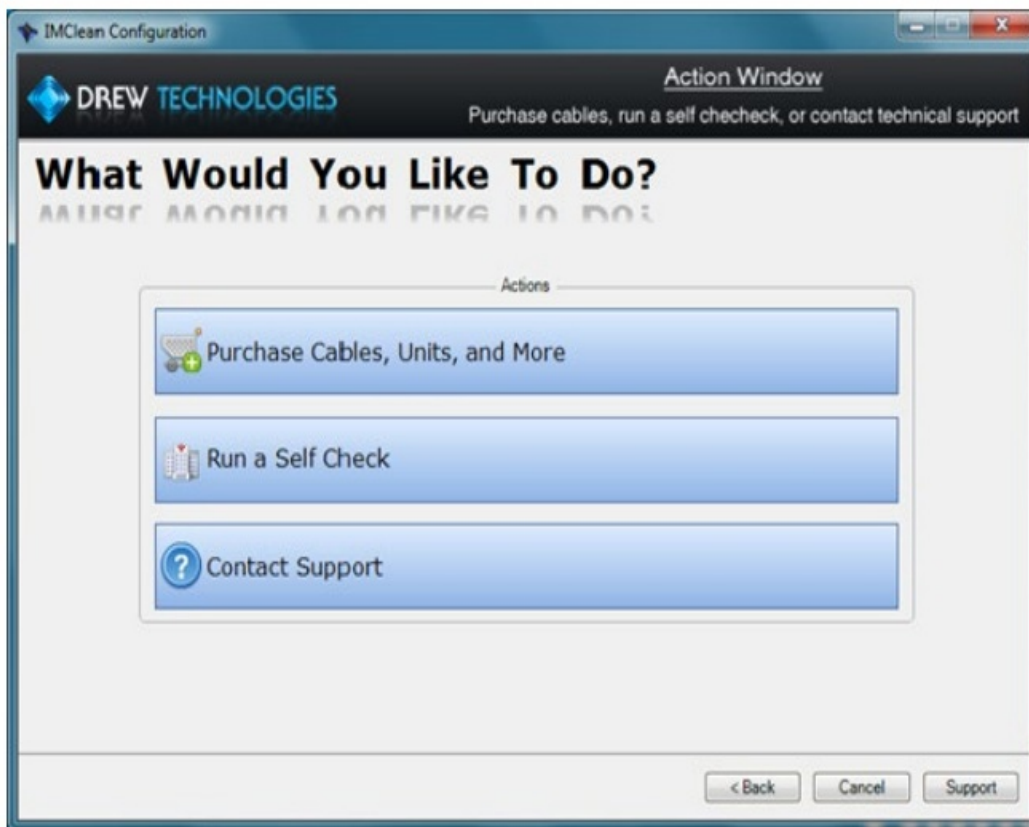 IMClean Configuration
DREW TECHNOLOGIES
Action Window
Purchase cables, run a self checheck, or contact technical support
What Would You Like To Do?
Actions
Purchase Cables, Units, and More
Run a Self Check
Contact Support
< Back
Cancel
Support